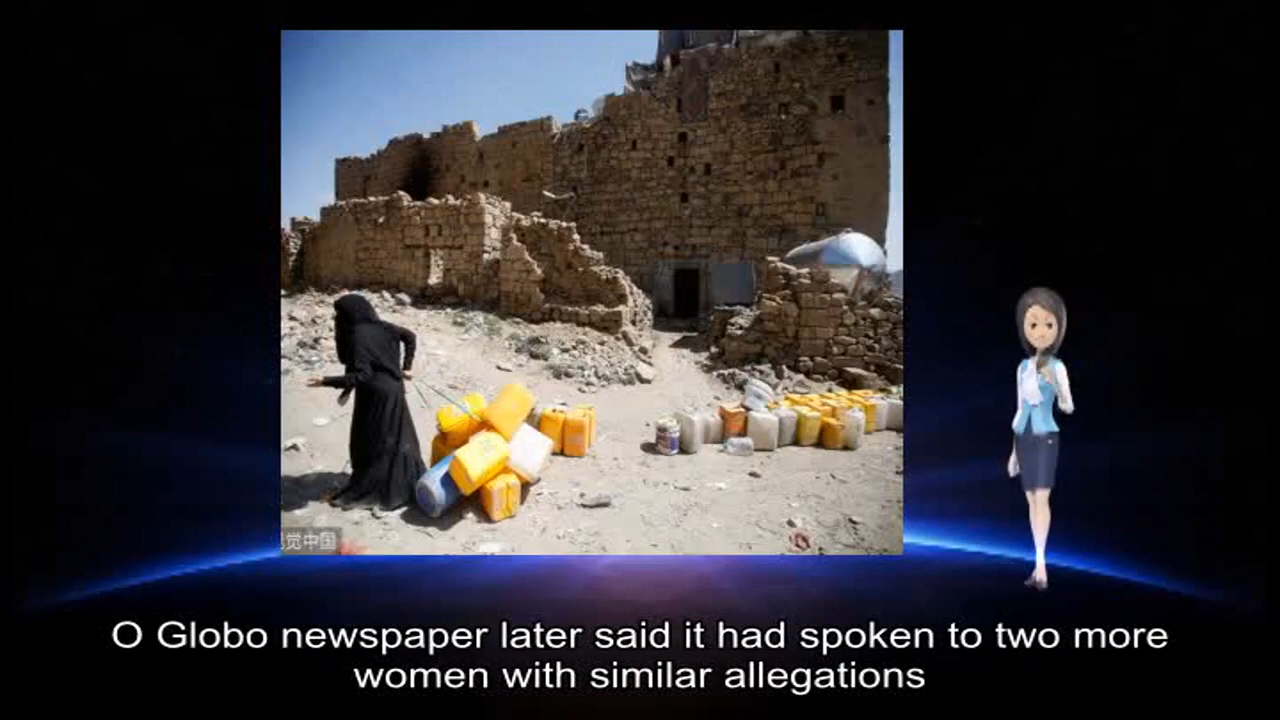 觉中国
O Globo newspaper later said it had spoken to two more
women with similar allegations